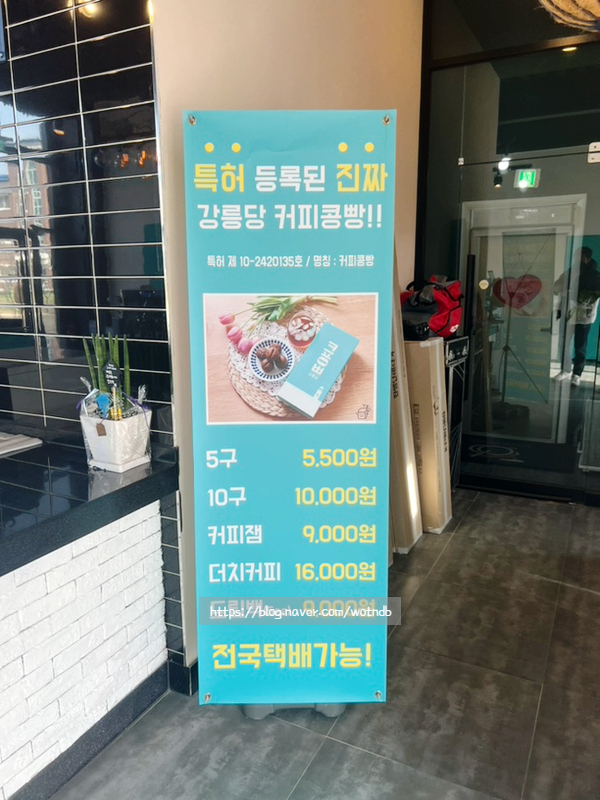 특허 등록된 진짜
강릉당 커피콩빵!!
특허 제 10-2420135호 / 명칭 : 커피콩빵
5구 5,500원
10구 10,000원
커피잼 9,000원
더치커피 16,000원
https://blog.naver.com/wothdb
전국택배가능!